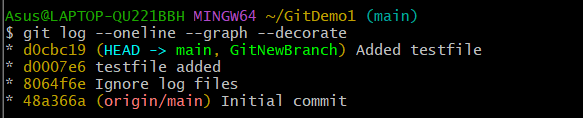 Asus@LAPTOP-QU221BBH MINGW64 ~/GitDemo1 (main)
$ git log --oneline --graph --decorate
* d0cbc19 (HEAD -> main, GitNewBranch) Added testfile
* d0007e6 testfile added
* 8064f6e Ignore log files
* 48a366a (origin/main) Initial commit